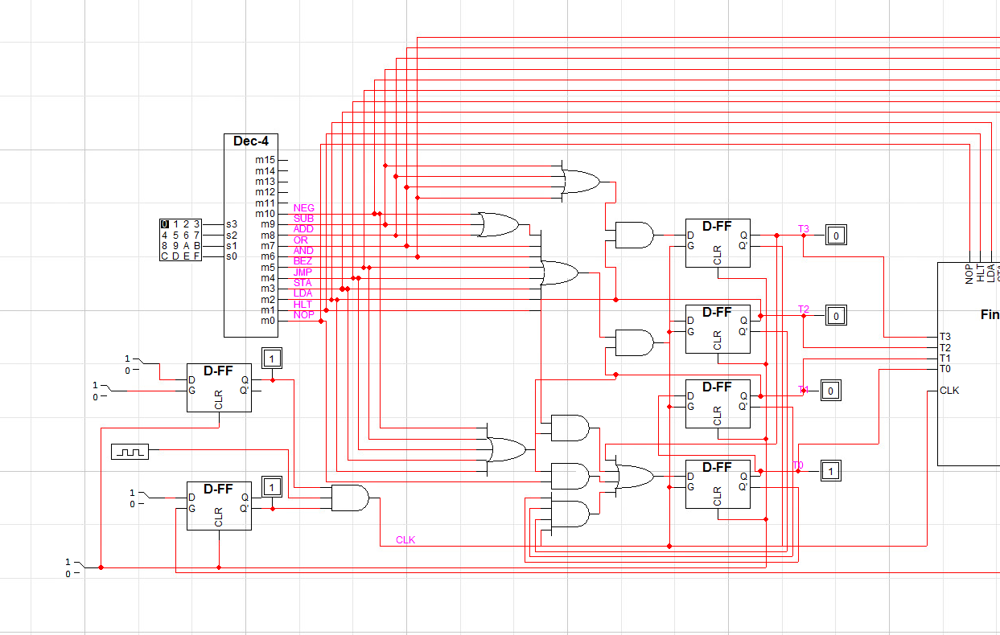 Dec-4
m15
m14
m13
m12
m11
m10
m9
m8
m7
m6
m5
m4
m3
m2
m1
m0
s3
s2
s1
s0
0 1 2 3
4 5 6 7
8 9 A B
C D E F
NEG
SUB
ADD
OR
AND
BEZ
JMP
STA
LDA
HLT
NOP
D-FF
D
G
CLR
Q
Q'
T3
0
D-FF
D
G
CLR
Q
Q'
T2
0
D-FF
D
G
CLR
Q
Q'
T1
0
D-FF
D
G
CLR
Q
Q'
T0
1
NOP
HLT
LDA
Fin
T3
T2
T1
T0
CLK
1
0
1
0
D-FF
D
G
CLR
Q
Q'
1
1
0
D-FF
D
G
CLR
Q
Q'
1
CLK
1
0